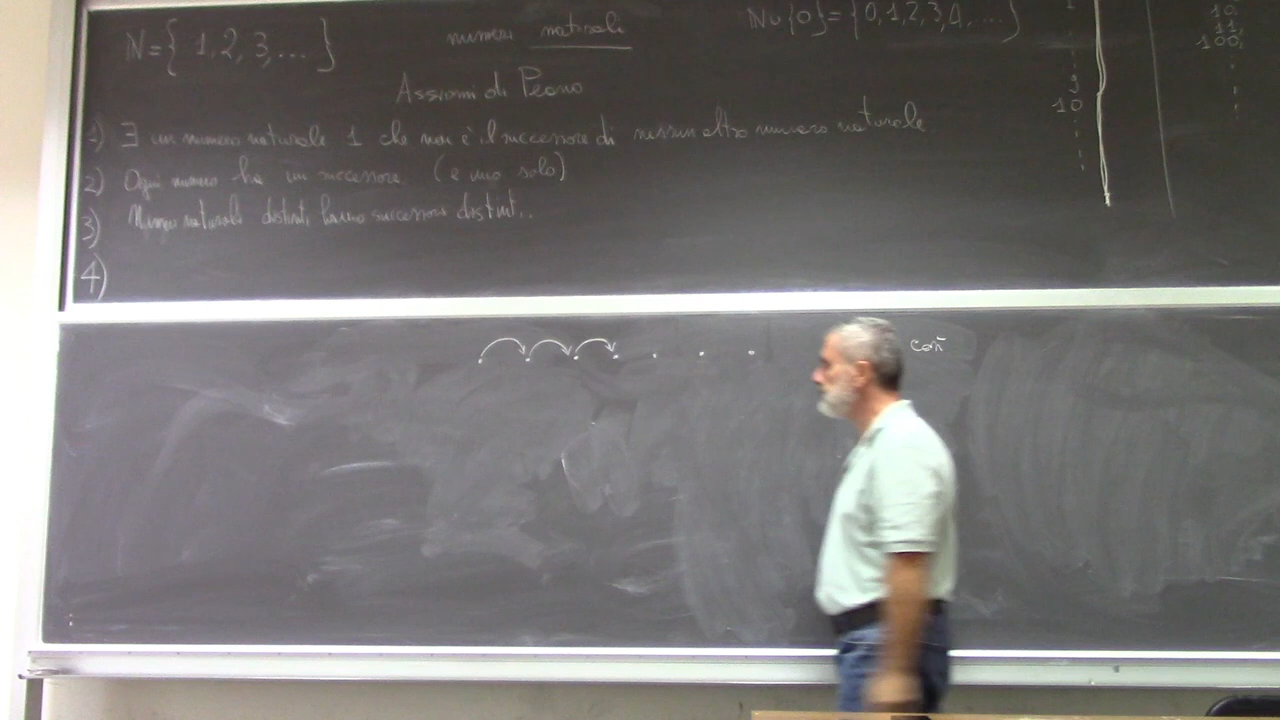 N = { 1, 2, 3, ... }
numeri naturali
N ∪ {0} = {0, 1, 2, 3, 4, ...}
Assiomi di Peano
1) ∃ un numero naturale 1 che non è il successore di nessun altro numero naturale
2) Ogni numero ha un successore (e uno solo)
3) Numeri naturali distinti hanno successori distinti.
4)
1
9
10
10
11
100